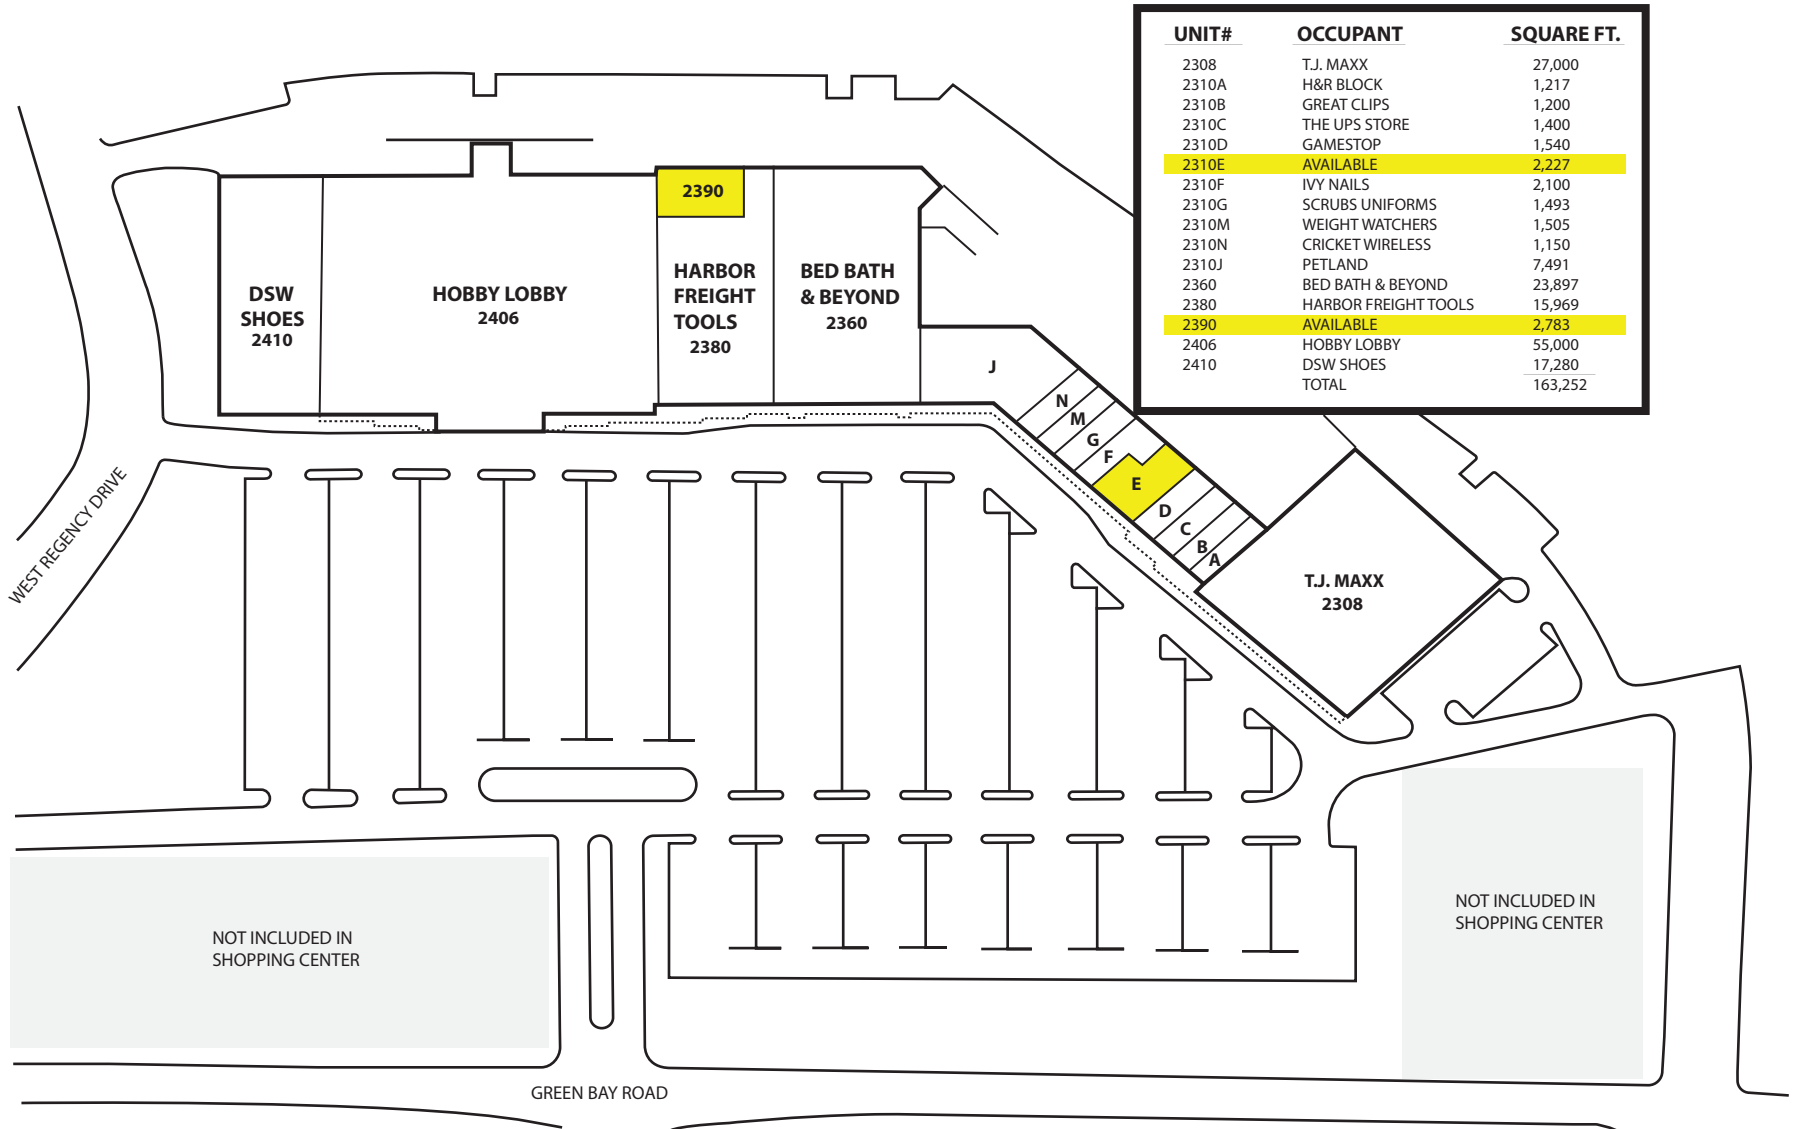 UNIT# OCCUPANT SQUARE FT.
2308 T.J. MAXX 27,000
2310A H&R BLOCK 1,217
2310B GREAT CLIPS 1,200
2310C THE UPS STORE 1,400
2310D GAMESTOP 1,540
2310E AVAILABLE 2,227
2310F IVY NAILS 2,100
2310G SCRUBS UNIFORMS 1,493
2310M WEIGHT WATCHERS 1,505
2310N CRICKET WIRELESS 1,150
2310J PETLAND 7,491
2360 BED BATH & BEYOND 23,897
2380 HARBOR FREIGHT TOOLS 15,969
2390 AVAILABLE 2,783
2406 HOBBY LOBBY 55,000
2410 DSW SHOES 17,280
TOTAL 163,252
DSW
SHOES
2410
HOBBY LOBBY
2406
2390
HARBOR
FREIGHT
TOOLS
2380
BED BATH
& BEYOND
2360
J
N
M
G
F
E
D
C
B
A
T.J. MAXX
2308
WEST REGENCY DRIVE
NOT INCLUDED IN
SHOPPING CENTER
NOT INCLUDED IN
SHOPPING CENTER
GREEN BAY ROAD